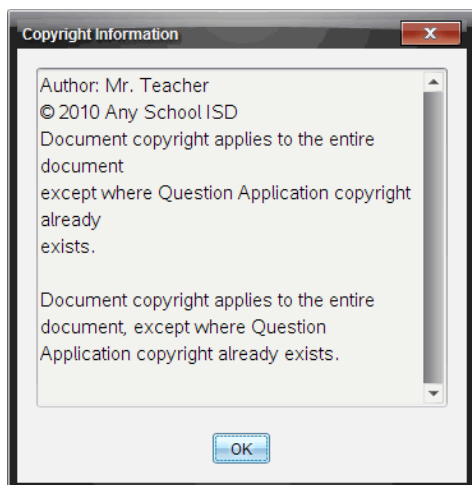 Copyright Information
X
Author: Mr. Teacher
© 2010 Any School ISD
Document copyright applies to the entire
document
except where Question Application copyright
already
exists.
Document copyright applies to the entire
document, except where Question
Application copyright already exists.
OK